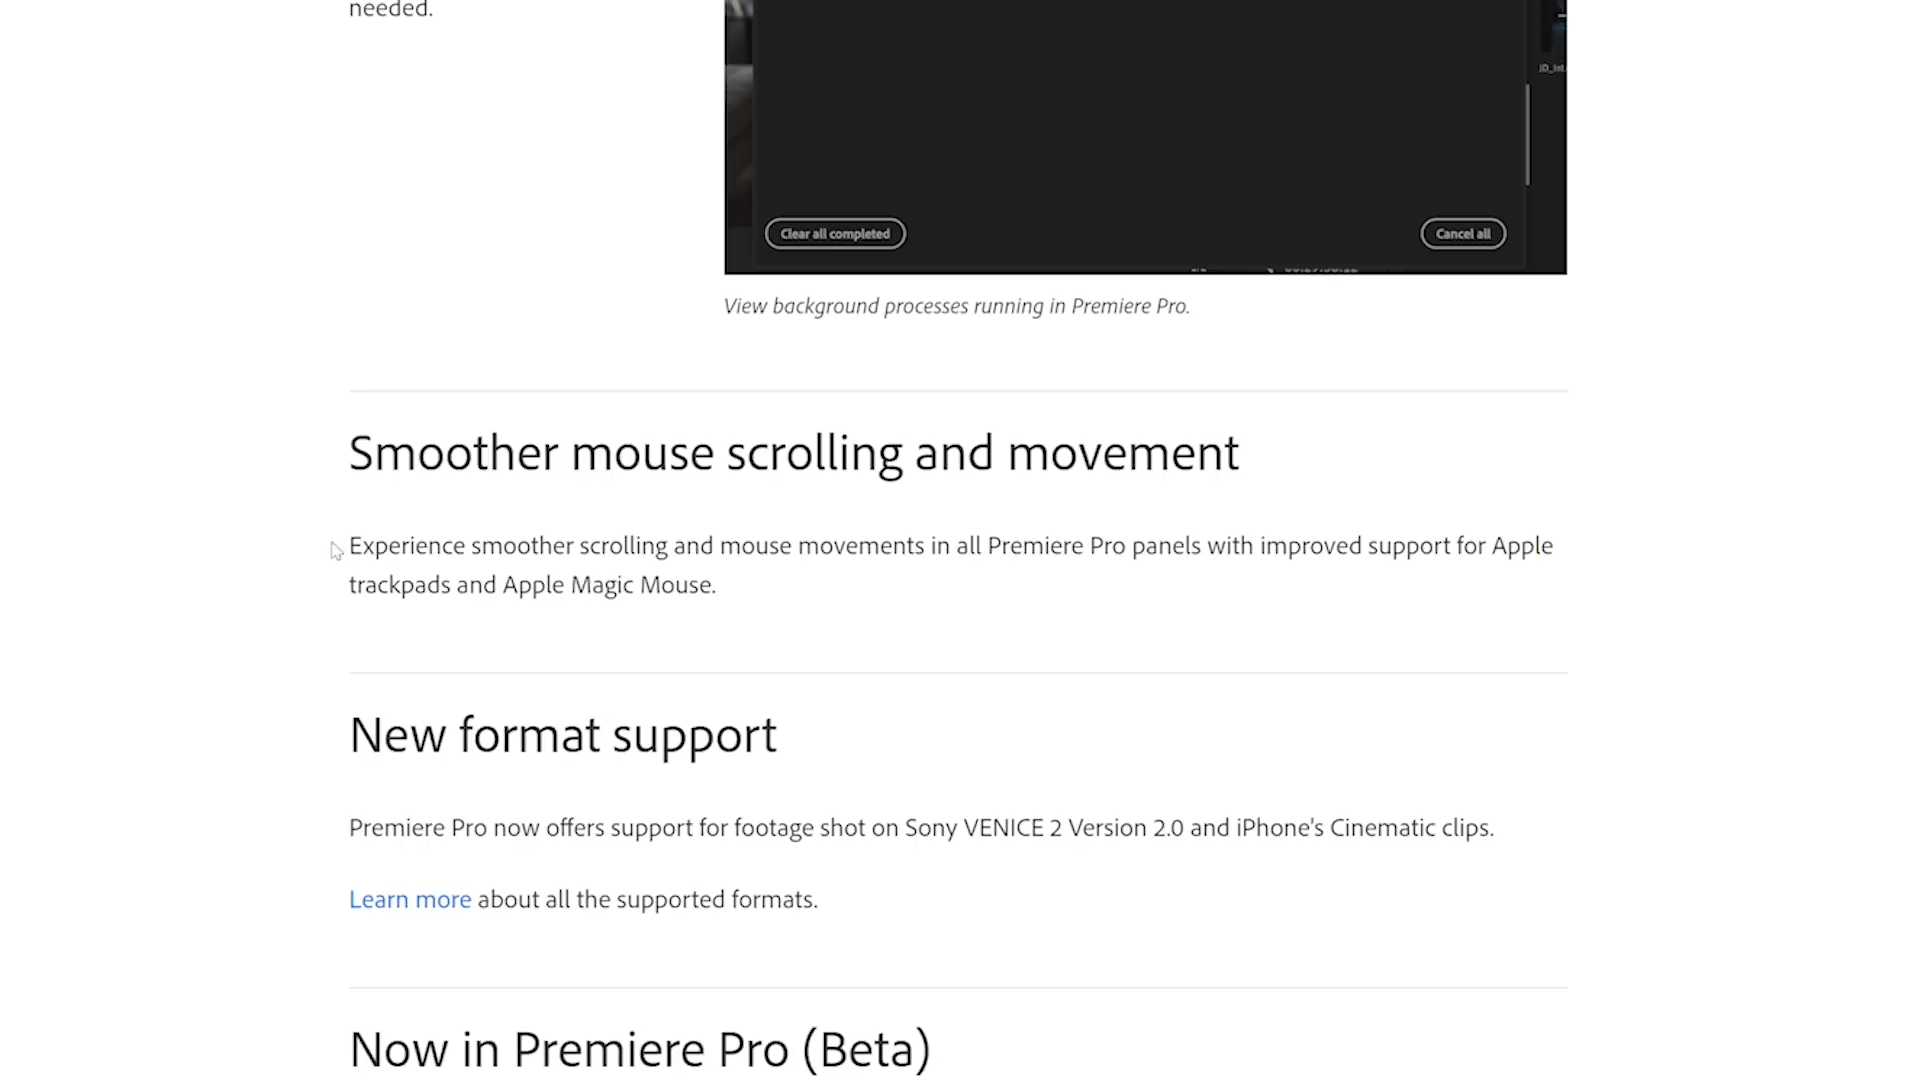 needed.
JD_Int.
Clear all completed
Cancel all
View background processes running in Premiere Pro.
Smoother mouse scrolling and movement
Experience smoother scrolling and mouse movements in all Premiere Pro panels with improved support for Apple
trackpads and Apple Magic Mouse.
New format support
Premiere Pro now offers support for footage shot on Sony VENICE 2 Version 2.0 and iPhone's Cinematic clips.
Learn more about all the supported formats.
Now in Premiere Pro (Beta)